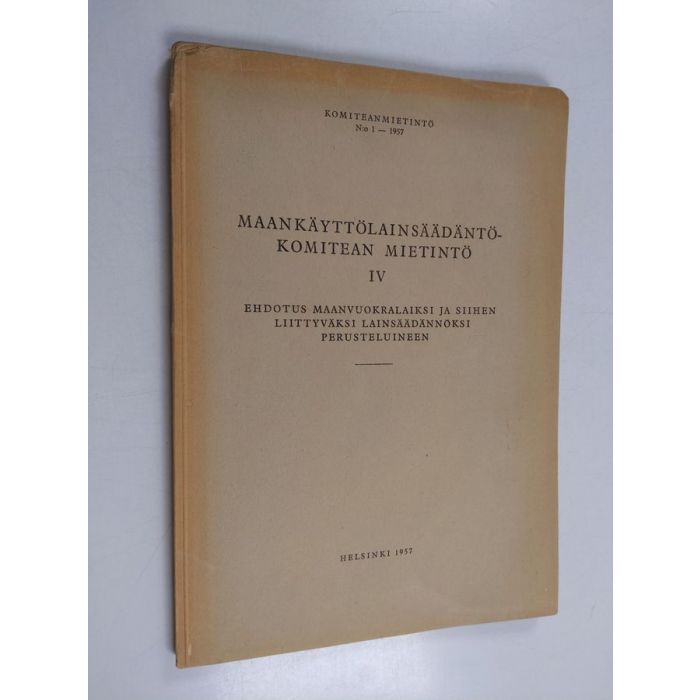 KOMITEANMIETINTÖ
N:o 1 — 1957
MAANKÄYTTÖLAINSÄÄDÄNTÖ-
KOMITEAN MIETINTÖ
IV
EHDOTUS MAANVUOKRALAIKSI JA SIIHEN
LIITTYVÄKSI LAINSÄÄDÄNNÖKSI
PERUSTELUINEEN
HELSINKI 1957